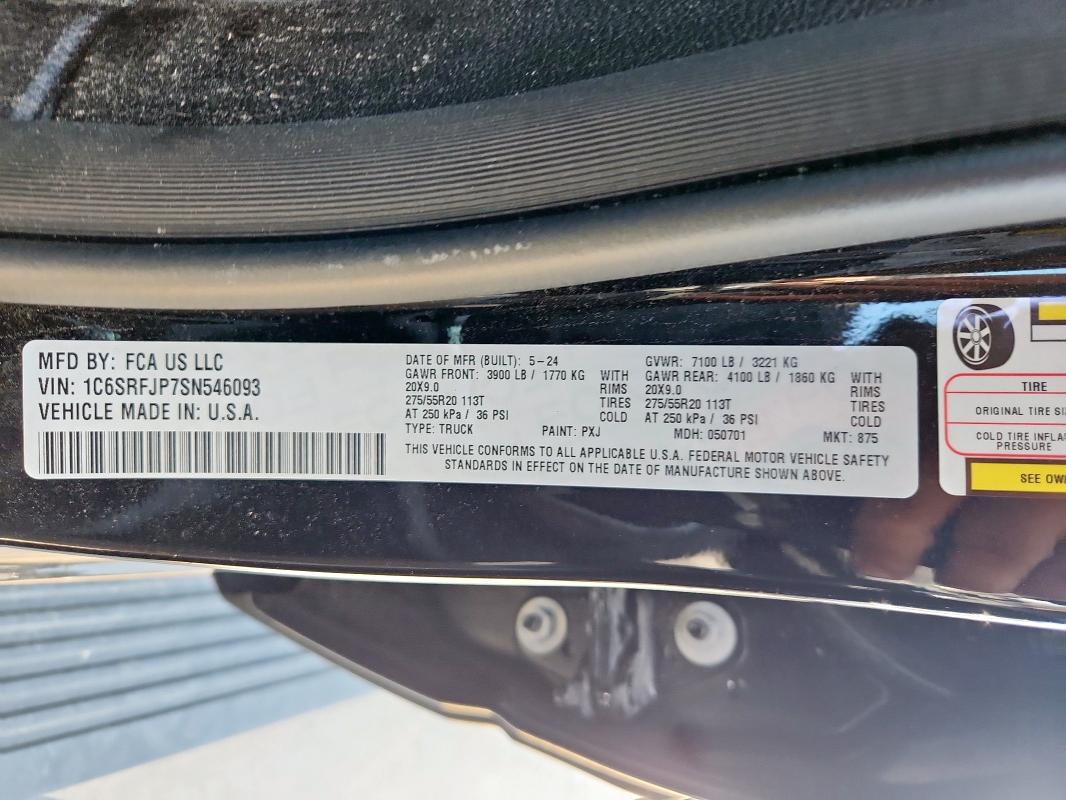 MFD BY: FCA US LLC
VIN: 1C6SRFJP7SN546093
VEHICLE MADE IN: U.S.A.
DATE OF MFR (BUILT): 5-24
GAWR FRONT: 3900 LB / 1770 KG WITH
20X9.0 RIMS
275/55R20 113T TIRES
AT 250 kPa / 36 PSI COLD
TYPE: TRUCK PAINT: PXJ
GVWR: 7100 LB / 3221 KG
GAWR REAR: 4100 LB / 1860 KG WITH
20X9.0 RIMS
275/55R20 113T TIRES
AT 250 kPa / 36 PSI COLD
MDH: 050701 MKT: 875
THIS VEHICLE CONFORMS TO ALL APPLICABLE U.S.A. FEDERAL MOTOR VEHICLE SAFETY
STANDARDS IN EFFECT ON THE DATE OF MANUFACTURE SHOWN ABOVE.
TIRE
ORIGINAL TIRE
COLD TIRE
PRESSURE
SEE